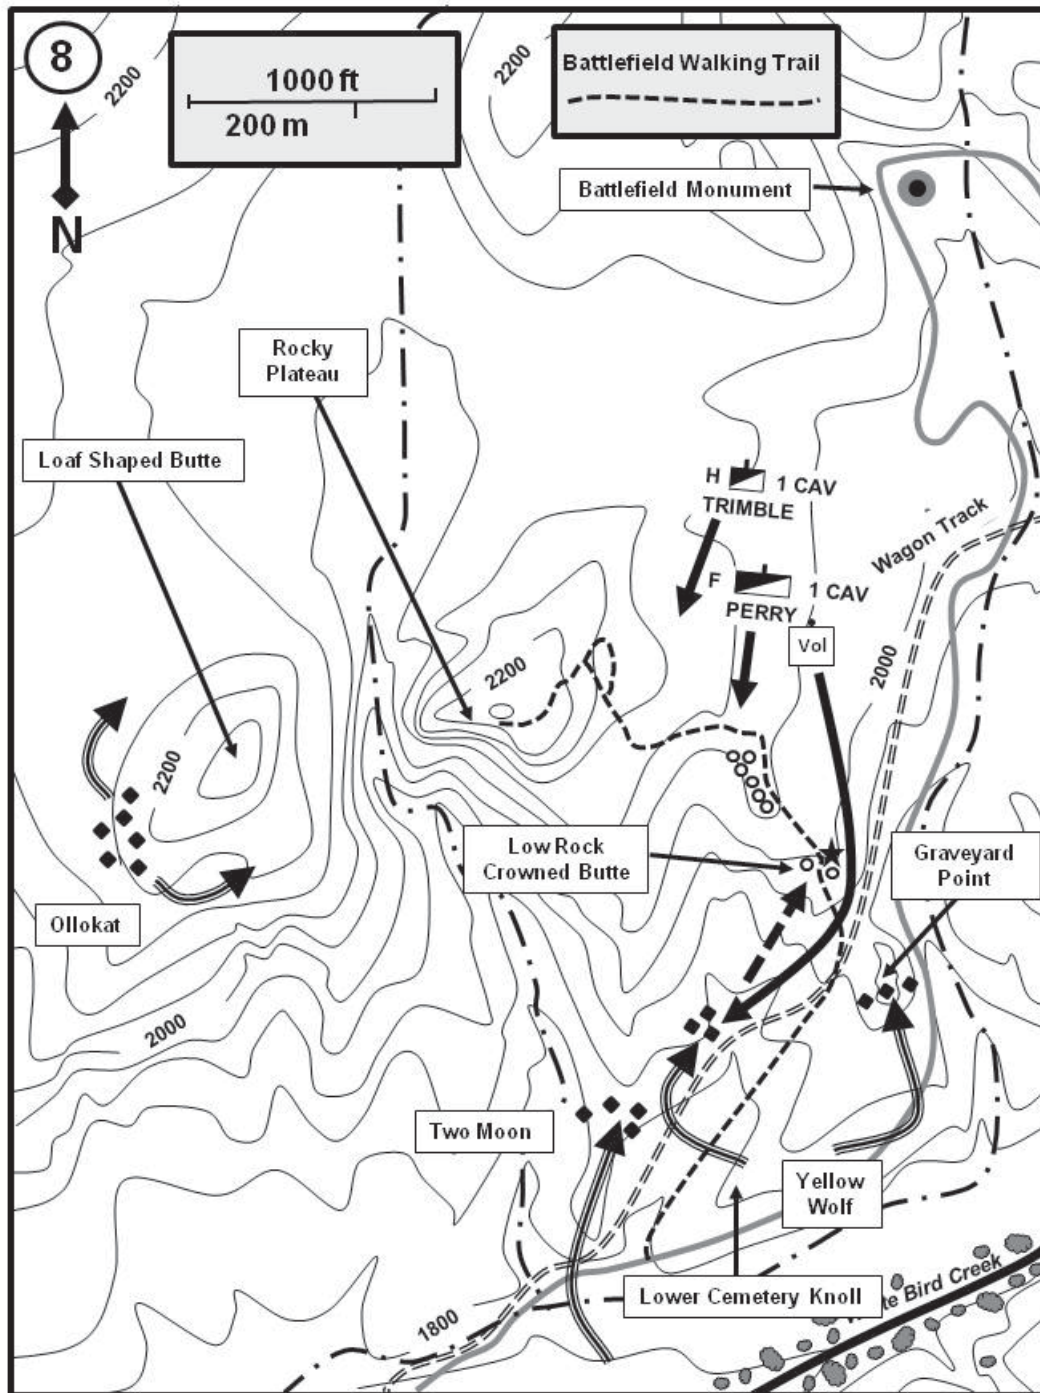 8
N
2200
1000 ft
200 m
2200
Battlefield Walking Trail
Battlefield Monument
Rocky
Plateau
Loaf Shaped Butte
H 1 CAV
TRIMBLE
Wagon Track
F 1 CAV
PERRY
Vol
2000
2200
2200
Low Rock
Crowned Butte
Graveyard
Point
Ollokat
2000
Two Moon
Yellow
Wolf
Lower Cemetery Knoll
Bird Creek
1800